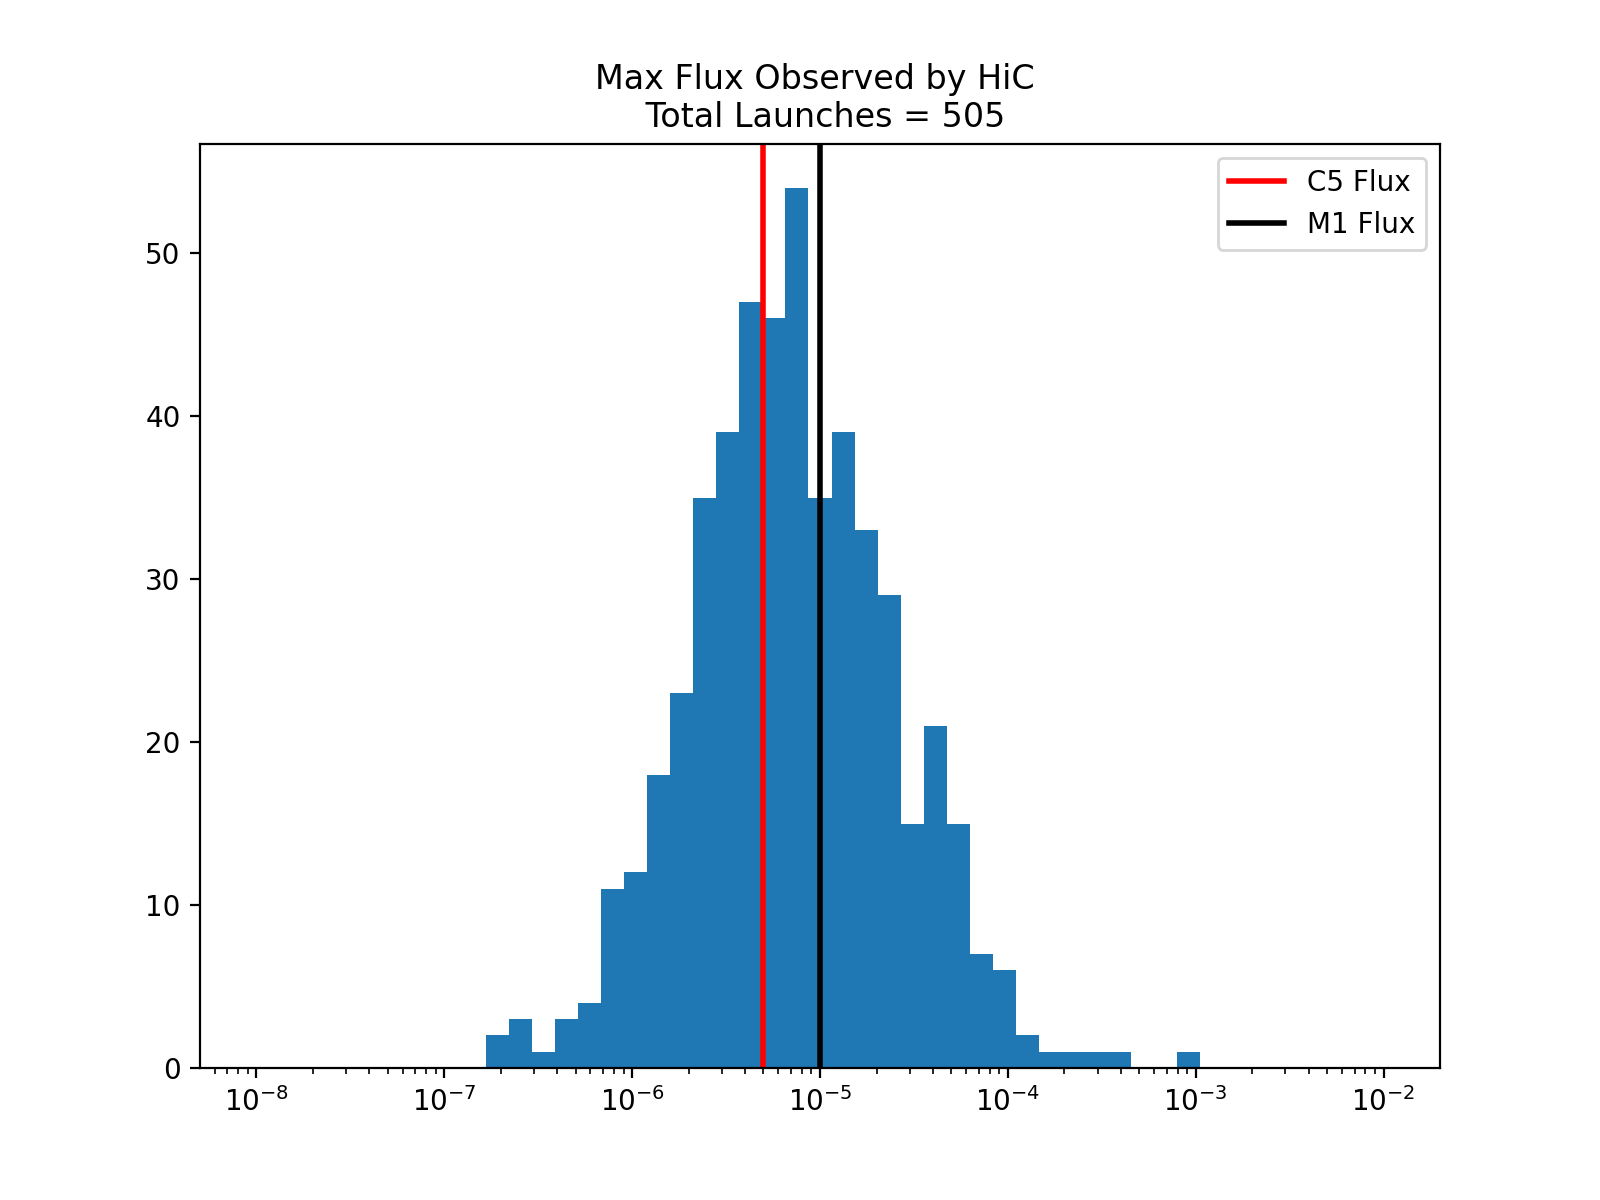 Max Flux Observed by HiC
Total Launches = 505
C5 Flux
M1 Flux
50
40
30
20
10
0
10⁻⁸ 10⁻⁷ 10⁻⁶ 10⁻⁵ 10⁻⁴ 10⁻³ 10⁻²